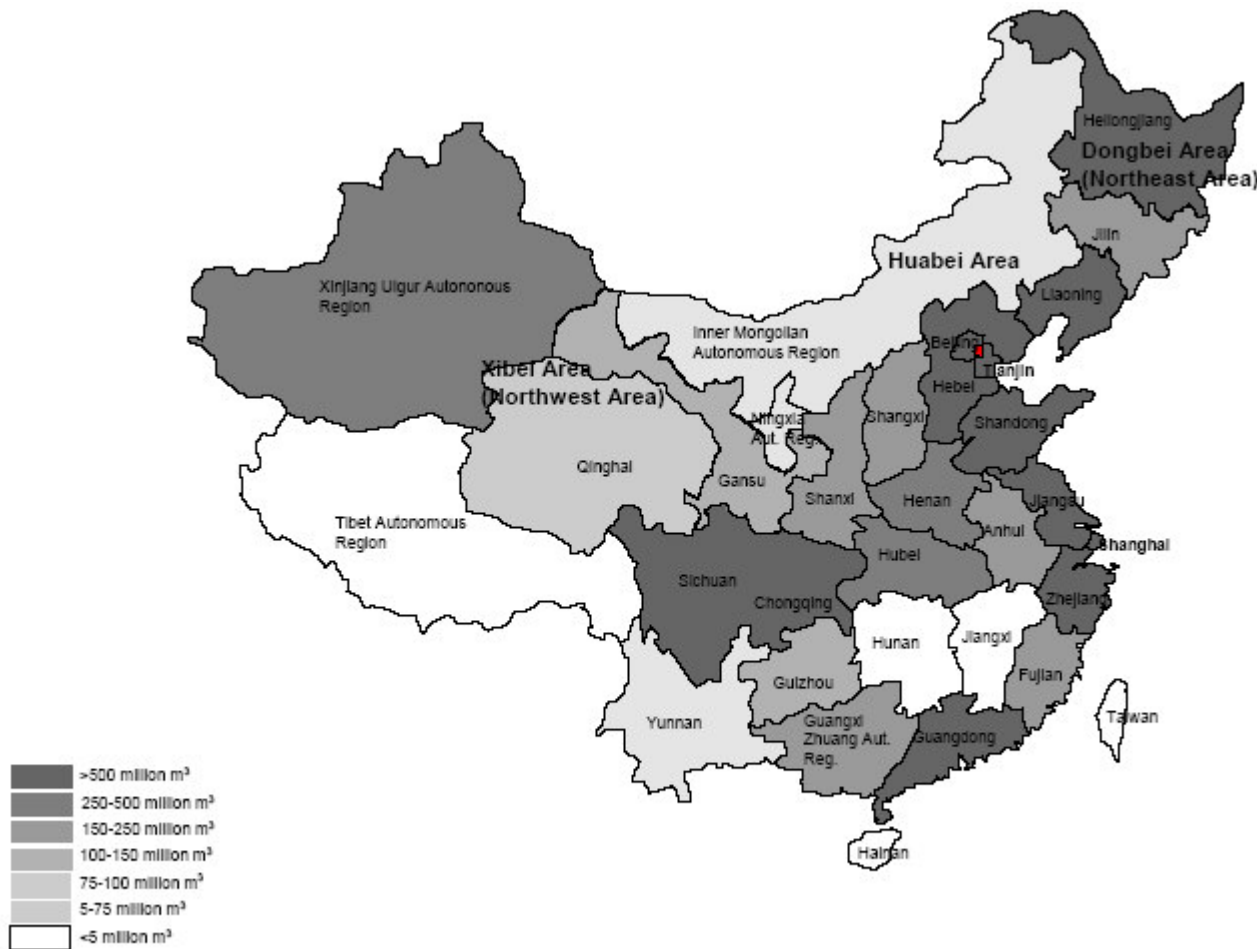 Heilongjiang
Dongbei Area
(Northeast Area)
Jilin
Huabei Area
Liaoning
Xinjiang Uigur Autonomous
Region
Inner Mongolian
Autonomous Region
Beijing
Tianjin
Xibei Area
(Northwest Area)
Hebei
Ningxia
Aut. Reg.
Shangxi
Shandong
Qinghai
Gansu
Shanxi
Henan
Jiangsu
Tibet Autonomous
Region
Anhui
Shanghai
Hubei
Sichuan
Chongqing
Zhejiang
Hunan
Jiangxi
Guizhou
Fujian
Yunnan
Guangxi
Zhuang Aut.
Reg.
Guangdong
Taiwan
Hainan
>500 million m³
250-500 million m³
150-250 million m³
100-150 million m³
75-100 million m³
5-75 million m³
<5 million m³